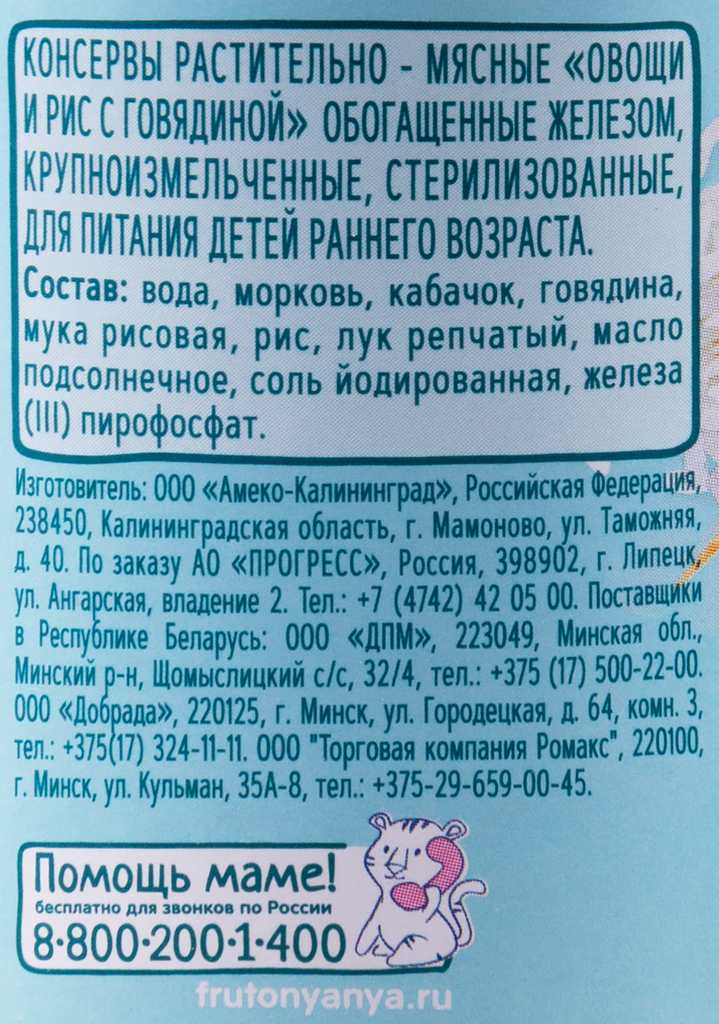 КОНСЕРВЫ РАСТИТЕЛЬНО - МЯСНЫЕ «ОВОЩИ
И РИС С ГОВЯДИНОЙ» ОБОГАЩЕННЫЕ ЖЕЛЕЗОМ,
КРУПНОИЗМЕЛЬЧЕННЫЕ, СТЕРИЛИЗОВАННЫЕ,
ДЛЯ ПИТАНИЯ ДЕТЕЙ РАННЕГО ВОЗРАСТА.
Состав: вода, морковь, кабачок, говядина,
мука рисовая, рис, лук репчатый, масло
подсолнечное, соль йодированная, железа
(III) пирофосфат.
Изготовитель: ООО «Амеко-Калининград», Российская Федерация,
238450, Калининградская область, г. Мамоново, ул. Таможняя,
д. 40. По заказу АО «ПРОГРЕСС», Россия, 398902, г. Липецк,
ул. Ангарская, владение 2. Тел.: +7 (4742) 42 05 00. Поставщики
в Республике Беларусь: ООО «ДПМ», 223049, Минская обл.,
Минский р-н, Щомыслицкий с/с, 32/4, тел.: +375 (17) 500-22-00.
ООО «Добрада», 220125, г. Минск, ул. Городецкая, д. 64, комн. 3,
тел.: +375(17) 324-11-11. ООО "Торговая компания Ромакс", 220100,
г. Минск, ул. Кульман, 35А-8, тел.: +375-29-659-00-45.
Помощь маме!
бесплатно для звонков по России
8·800·200·1·400
frutonyanya.ru